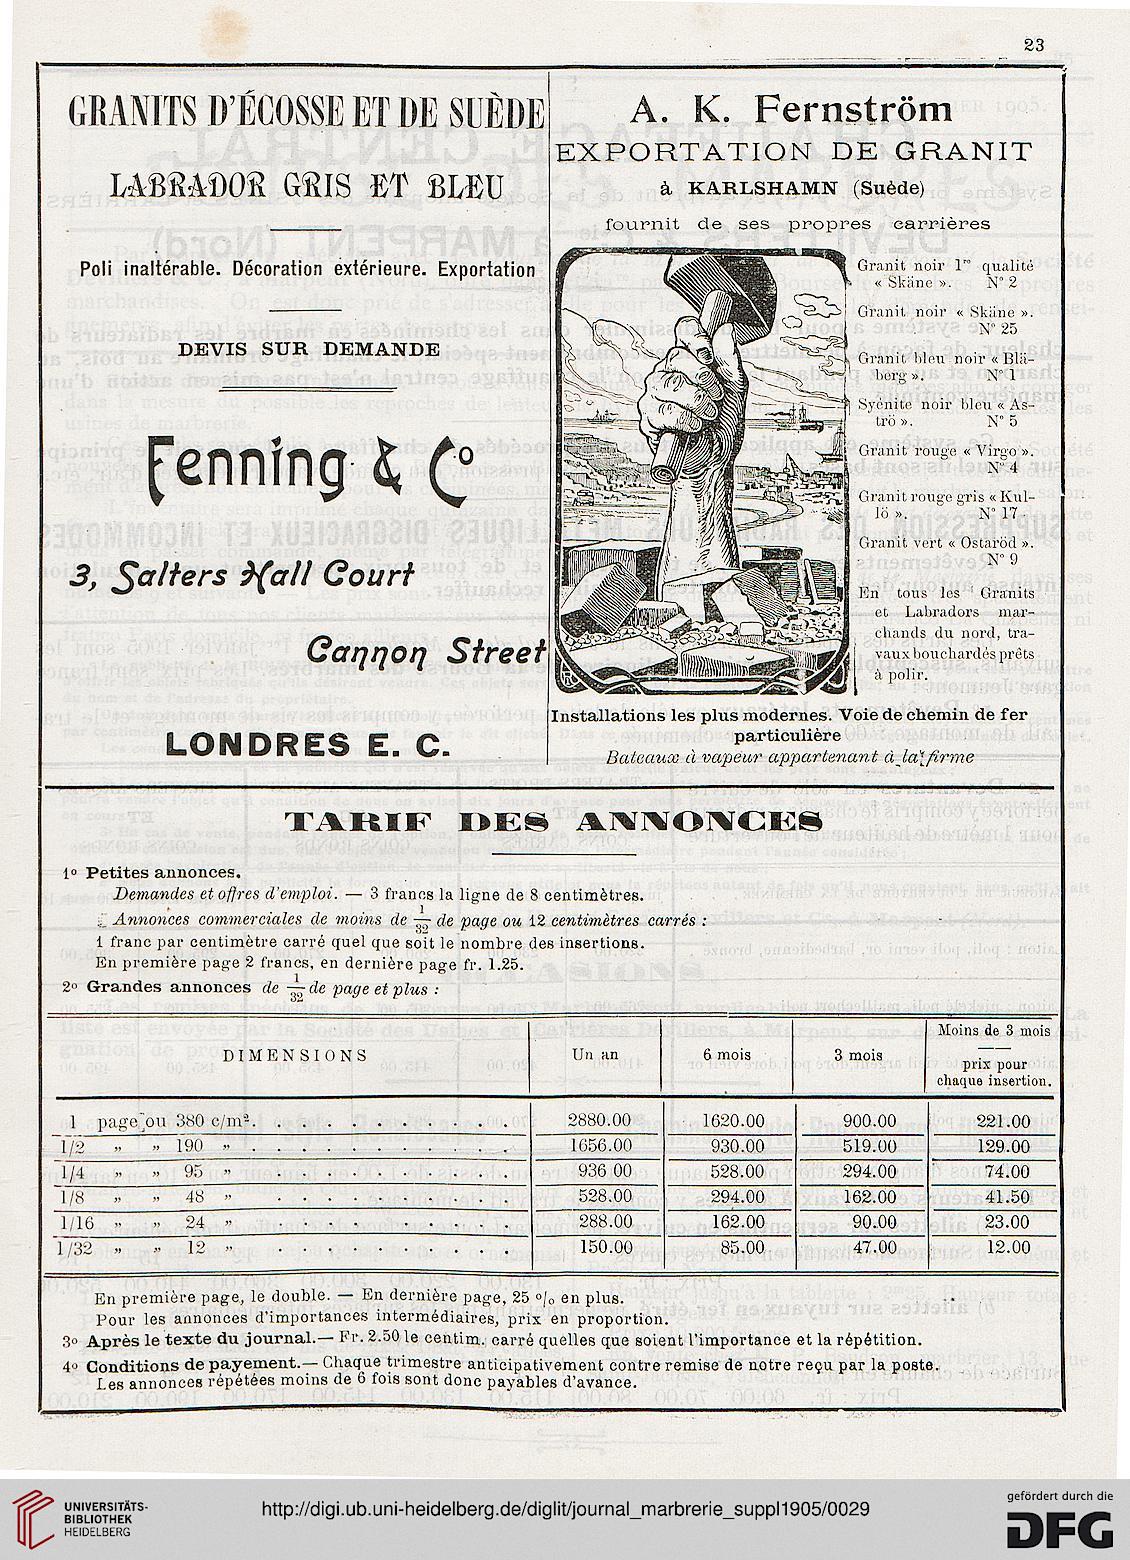 23
GRANITS D'ÉCOSSE ET DE SUÈDE
LABRADOR GRIS ET BLEU
Poli inaltérable. Décoration extérieure. Exportation
DEVIS SUR DEMANDE
Fenning & Cº
3, Salters Hall Court
Cannon Street
LONDRES E. C.
A. K. Fernström
EXPORTATION DE GRANIT
à KARLSHAMN (Suède)
fournit de ses propres carrières
Granit noir 1re qualité
« Skäne ». N° 2
Granit noir « Skäne ».
N° 25
Granit bleu noir « Blä-
berg ». N° 1
Syénite noir bleu « As-
trö ». N° 5
Granit rouge « Virgo ».
N° 4
Granit rouge gris « Kul-
lö ». N° 17
Granit vert « Ostaröd ».
N° 9
En tous les Granits
et Labradors mar-
chands du nord, tra-
vaux bouchardés prêts
à polir.
Installations les plus modernes. Voie de chemin de fer
particulière
Bateaux à vapeur appartenant à la firme
TARIF DES ANNONCES
1º Petites annonces.
Demandes et offres d'emploi. — 3 francs la ligne de 8 centimètres.
Annonces commerciales de moins de 1/32 de page ou 12 centimètres carrés :
1 franc par centimètre carré quel que soit le nombre des insertions.
En première page 2 francs, en dernière page fr. 1.25.
2º Grandes annonces de 1/32 de page et plus :
DIMENSIONS Un an 6 mois 3 mois Moins de 3 mois
prix pour
chaque insertion.
1 page ou 380 c/m². . . . . . . . . . 2880.00 1620.00 900.00 221.00
1/2 » » 190 » . . . . . . . . . . . 1656.00 930.00 519.00 129.00
1/4 » » 95 » . . . . . . . . . . 936 00 528.00 294.00 74.00
1/8 » » 48 » . . . . . . . . . . 528.00 294.00 162.00 41.50
1/16 » » 24 » . . . . . . . . . . 288.00 162.00 90.00 23.00
1/32 » » 12 » . . . . . . . . . . 150.00 85.00 47.00 12.00
En première page, le double. — En dernière page, 25 º/o en plus.
Pour les annonces d'importances intermédiaires, prix en proportion.
3º Après le texte du journal.— Fr. 2.50 le centim. carré quelles que soient l'importance et la répétition.
4º Conditions de payement.— Chaque trimestre anticipativement contre remise de notre reçu par la poste.
Les annonces répétées moins de 6 fois sont donc payables d'avance.
UNIVERSITÄTS-
BIBLIOTHEK
HEIDELBERG
http://digi.ub.uni-heidelberg.de/diglit/journal_marbrerie_suppl1905/0029
gefördert durch die
DFG